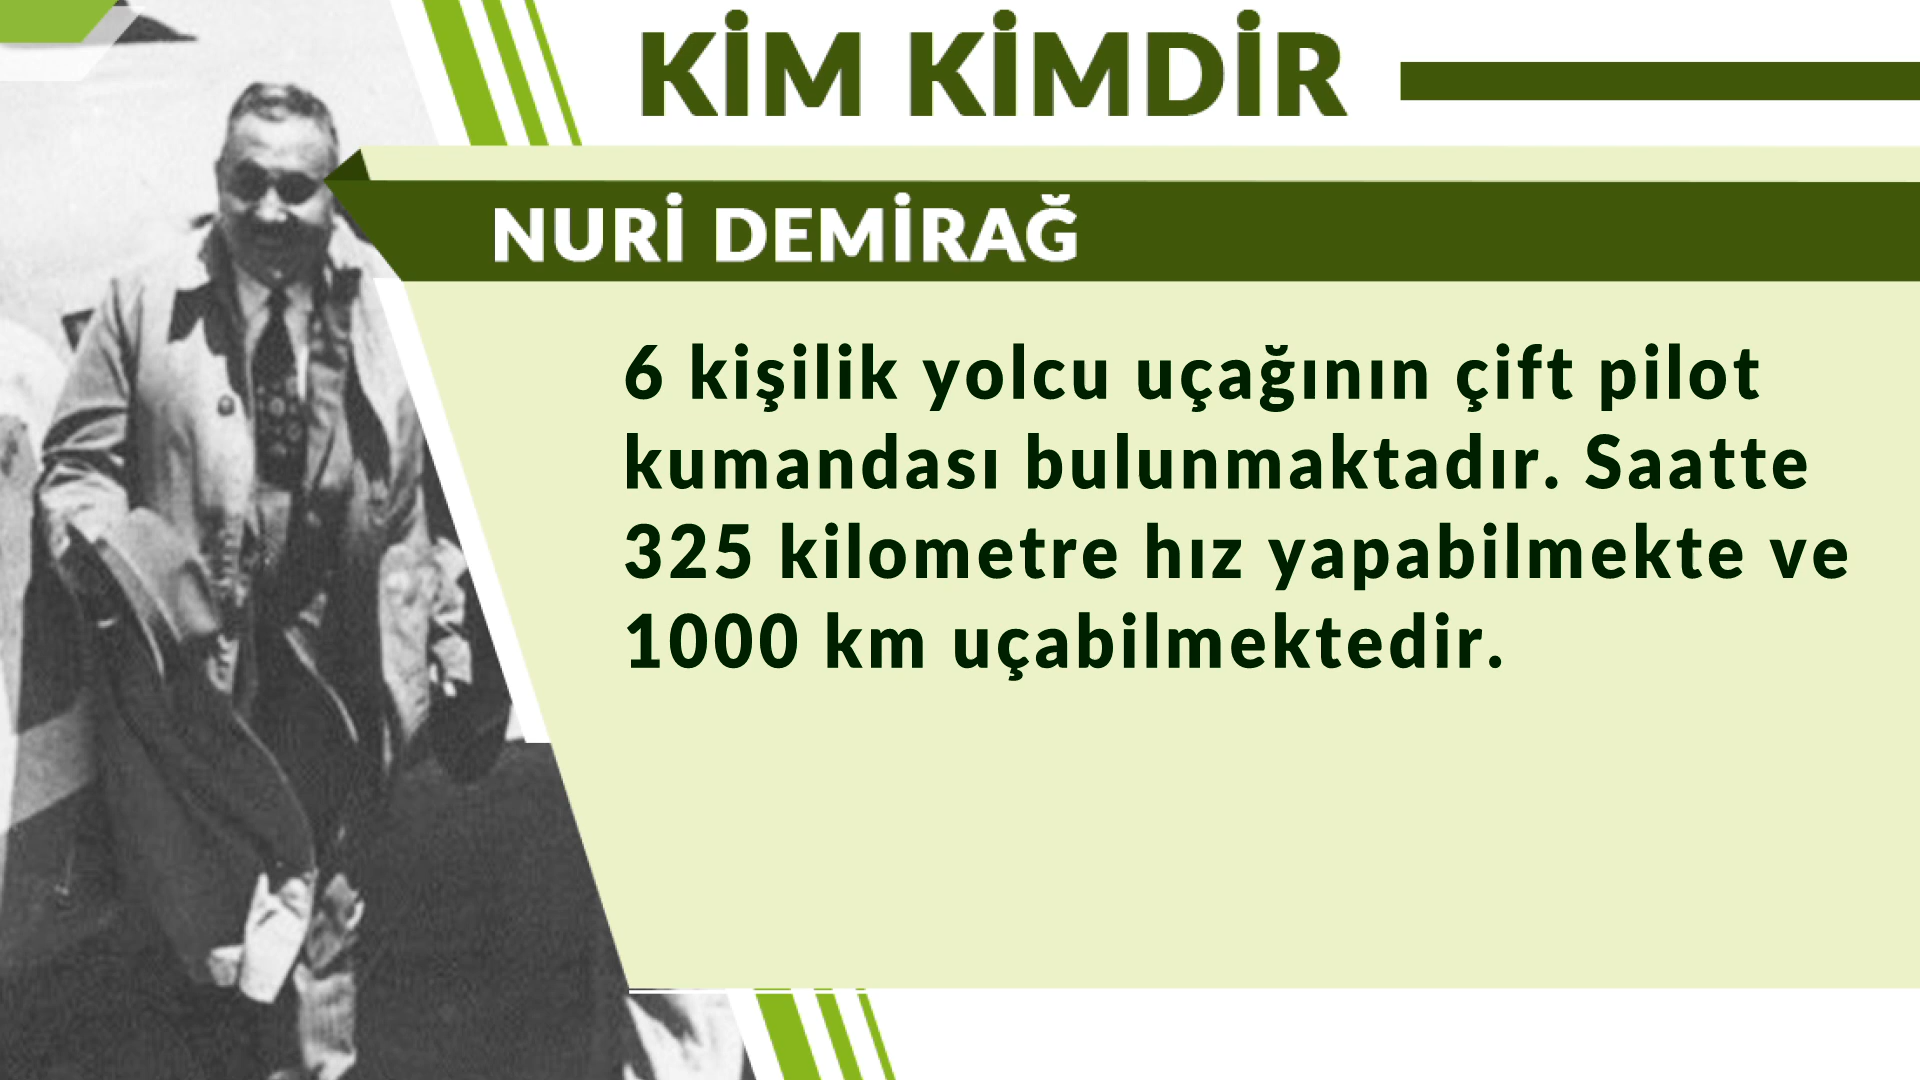 KİM KİMDİR
NURİ DEMİRAĞ
6 kişilik yolcu uçağının çift pilot
kumandası bulunmaktadır. Saatte
325 kilometre hız yapabilmekte ve
1000 km uçabilmektedir.